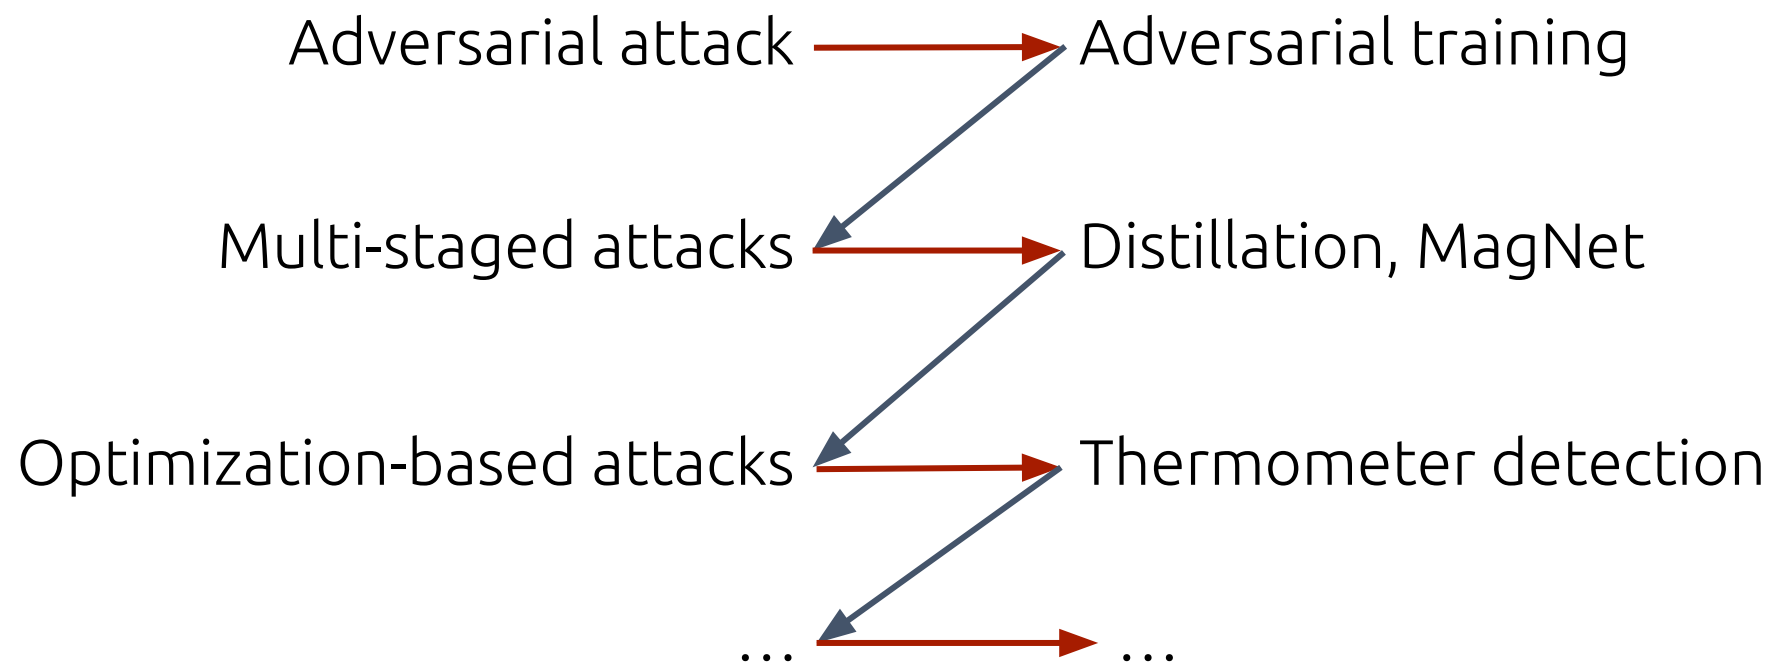 Adversarial attack Adversarial training
Multi-staged attacks Distillation, MagNet
Optimization-based attacks Thermometer detection
... ...